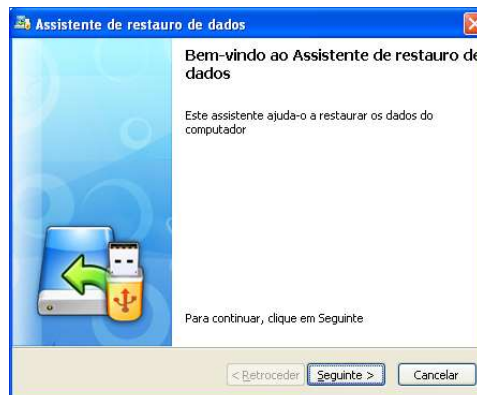 Assistente de restauro de dados
Bem-vindo ao Assistente de restauro de
dados
Este assistente ajuda-o a restaurar os dados do
computador
Para continuar, clique em Seguinte
< Retroceder
Seguinte >
Cancelar